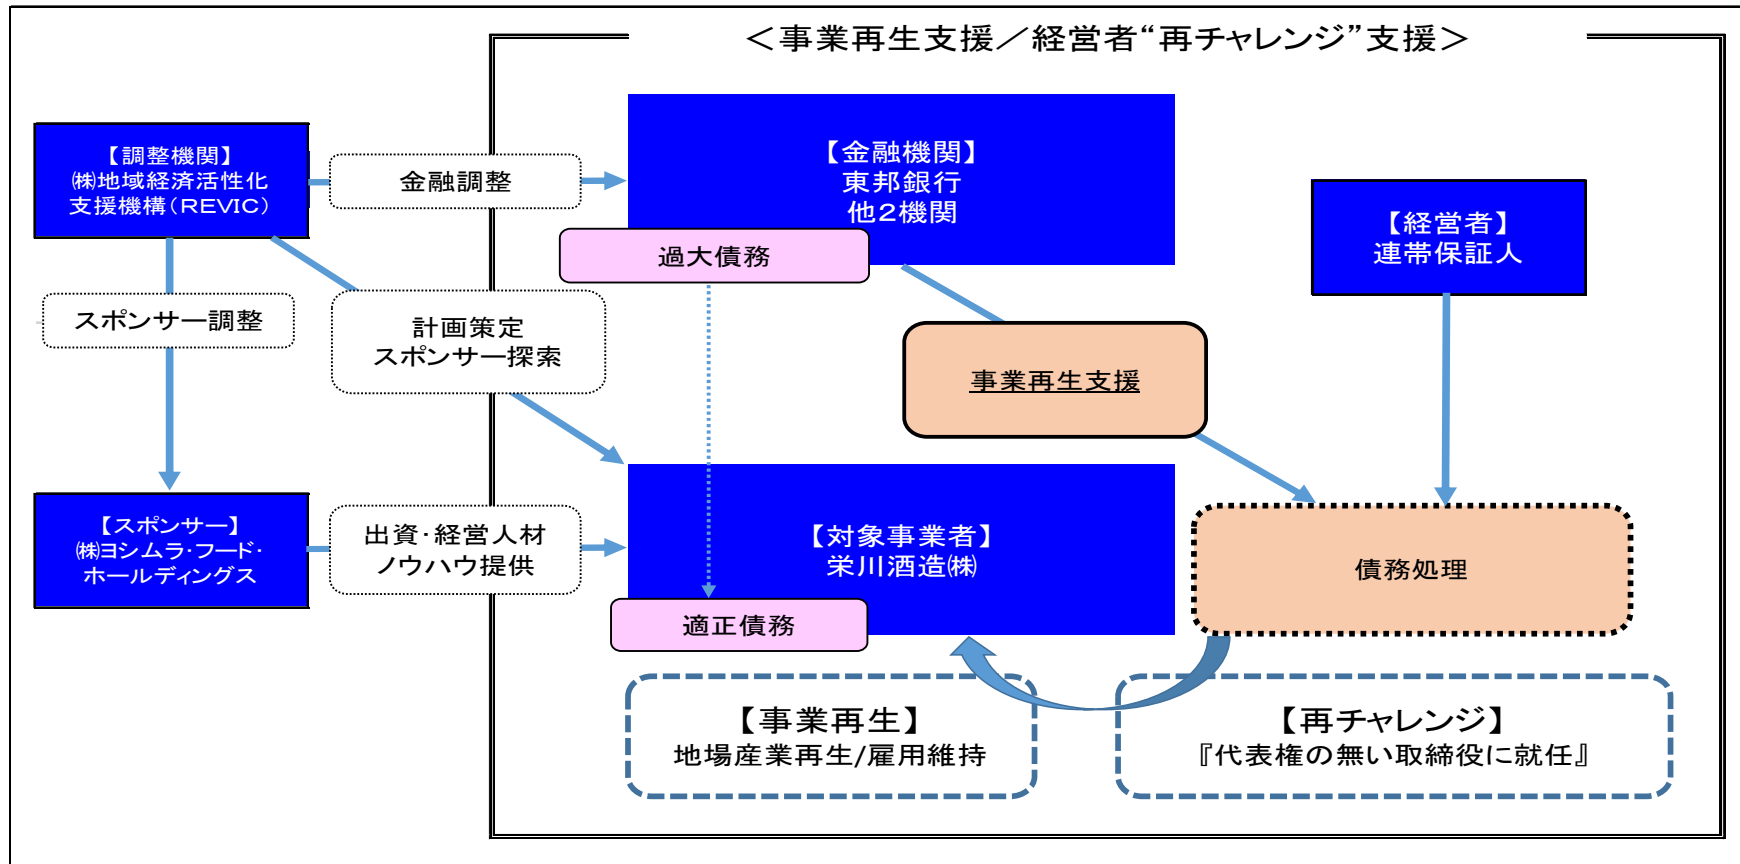 ＜事業再生支援／経営者“再チャレンジ”支援＞
【調整機関】
㈱地域経済活性化
支援機構（REVIC）
金融調整
【金融機関】
東邦銀行
他２機関
過大債務
【経営者】
連帯保証人
スポンサー調整
計画策定
スポンサー探索
事業再生支援
【スポンサー】
㈱ヨシムラ・フード・
ホールディングス
出資・経営人材
ノウハウ提供
【対象事業者】
栄川酒造㈱
適正債務
債務処理
【事業再生】
地場産業再生/雇用維持
【再チャレンジ】
『代表権の無い取締役に就任』